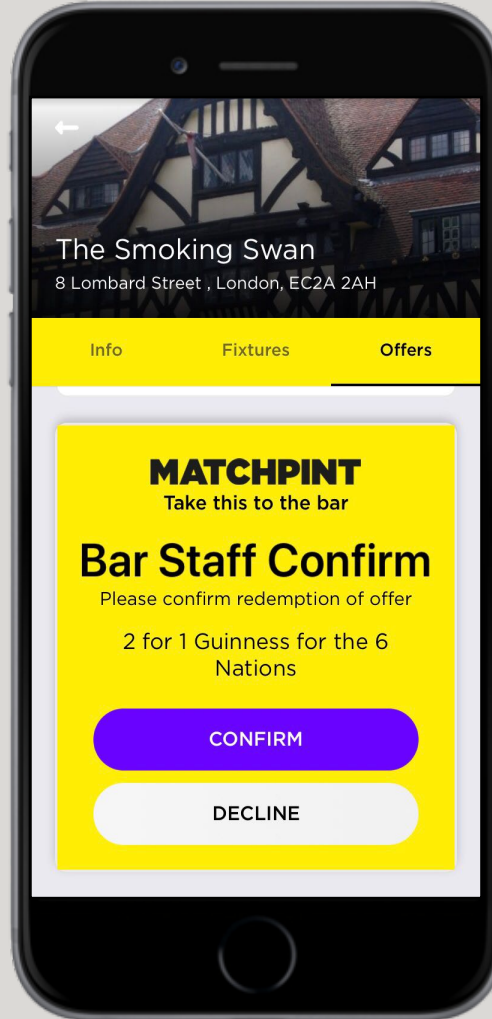 The Smoking Swan
8 Lombard Street , London, EC2A 2AH
Info Fixtures Offers
MATCHPINT
Take this to the bar
Bar Staff Confirm
Please confirm redemption of offer
2 for 1 Guinness for the 6
Nations
CONFIRM
DECLINE